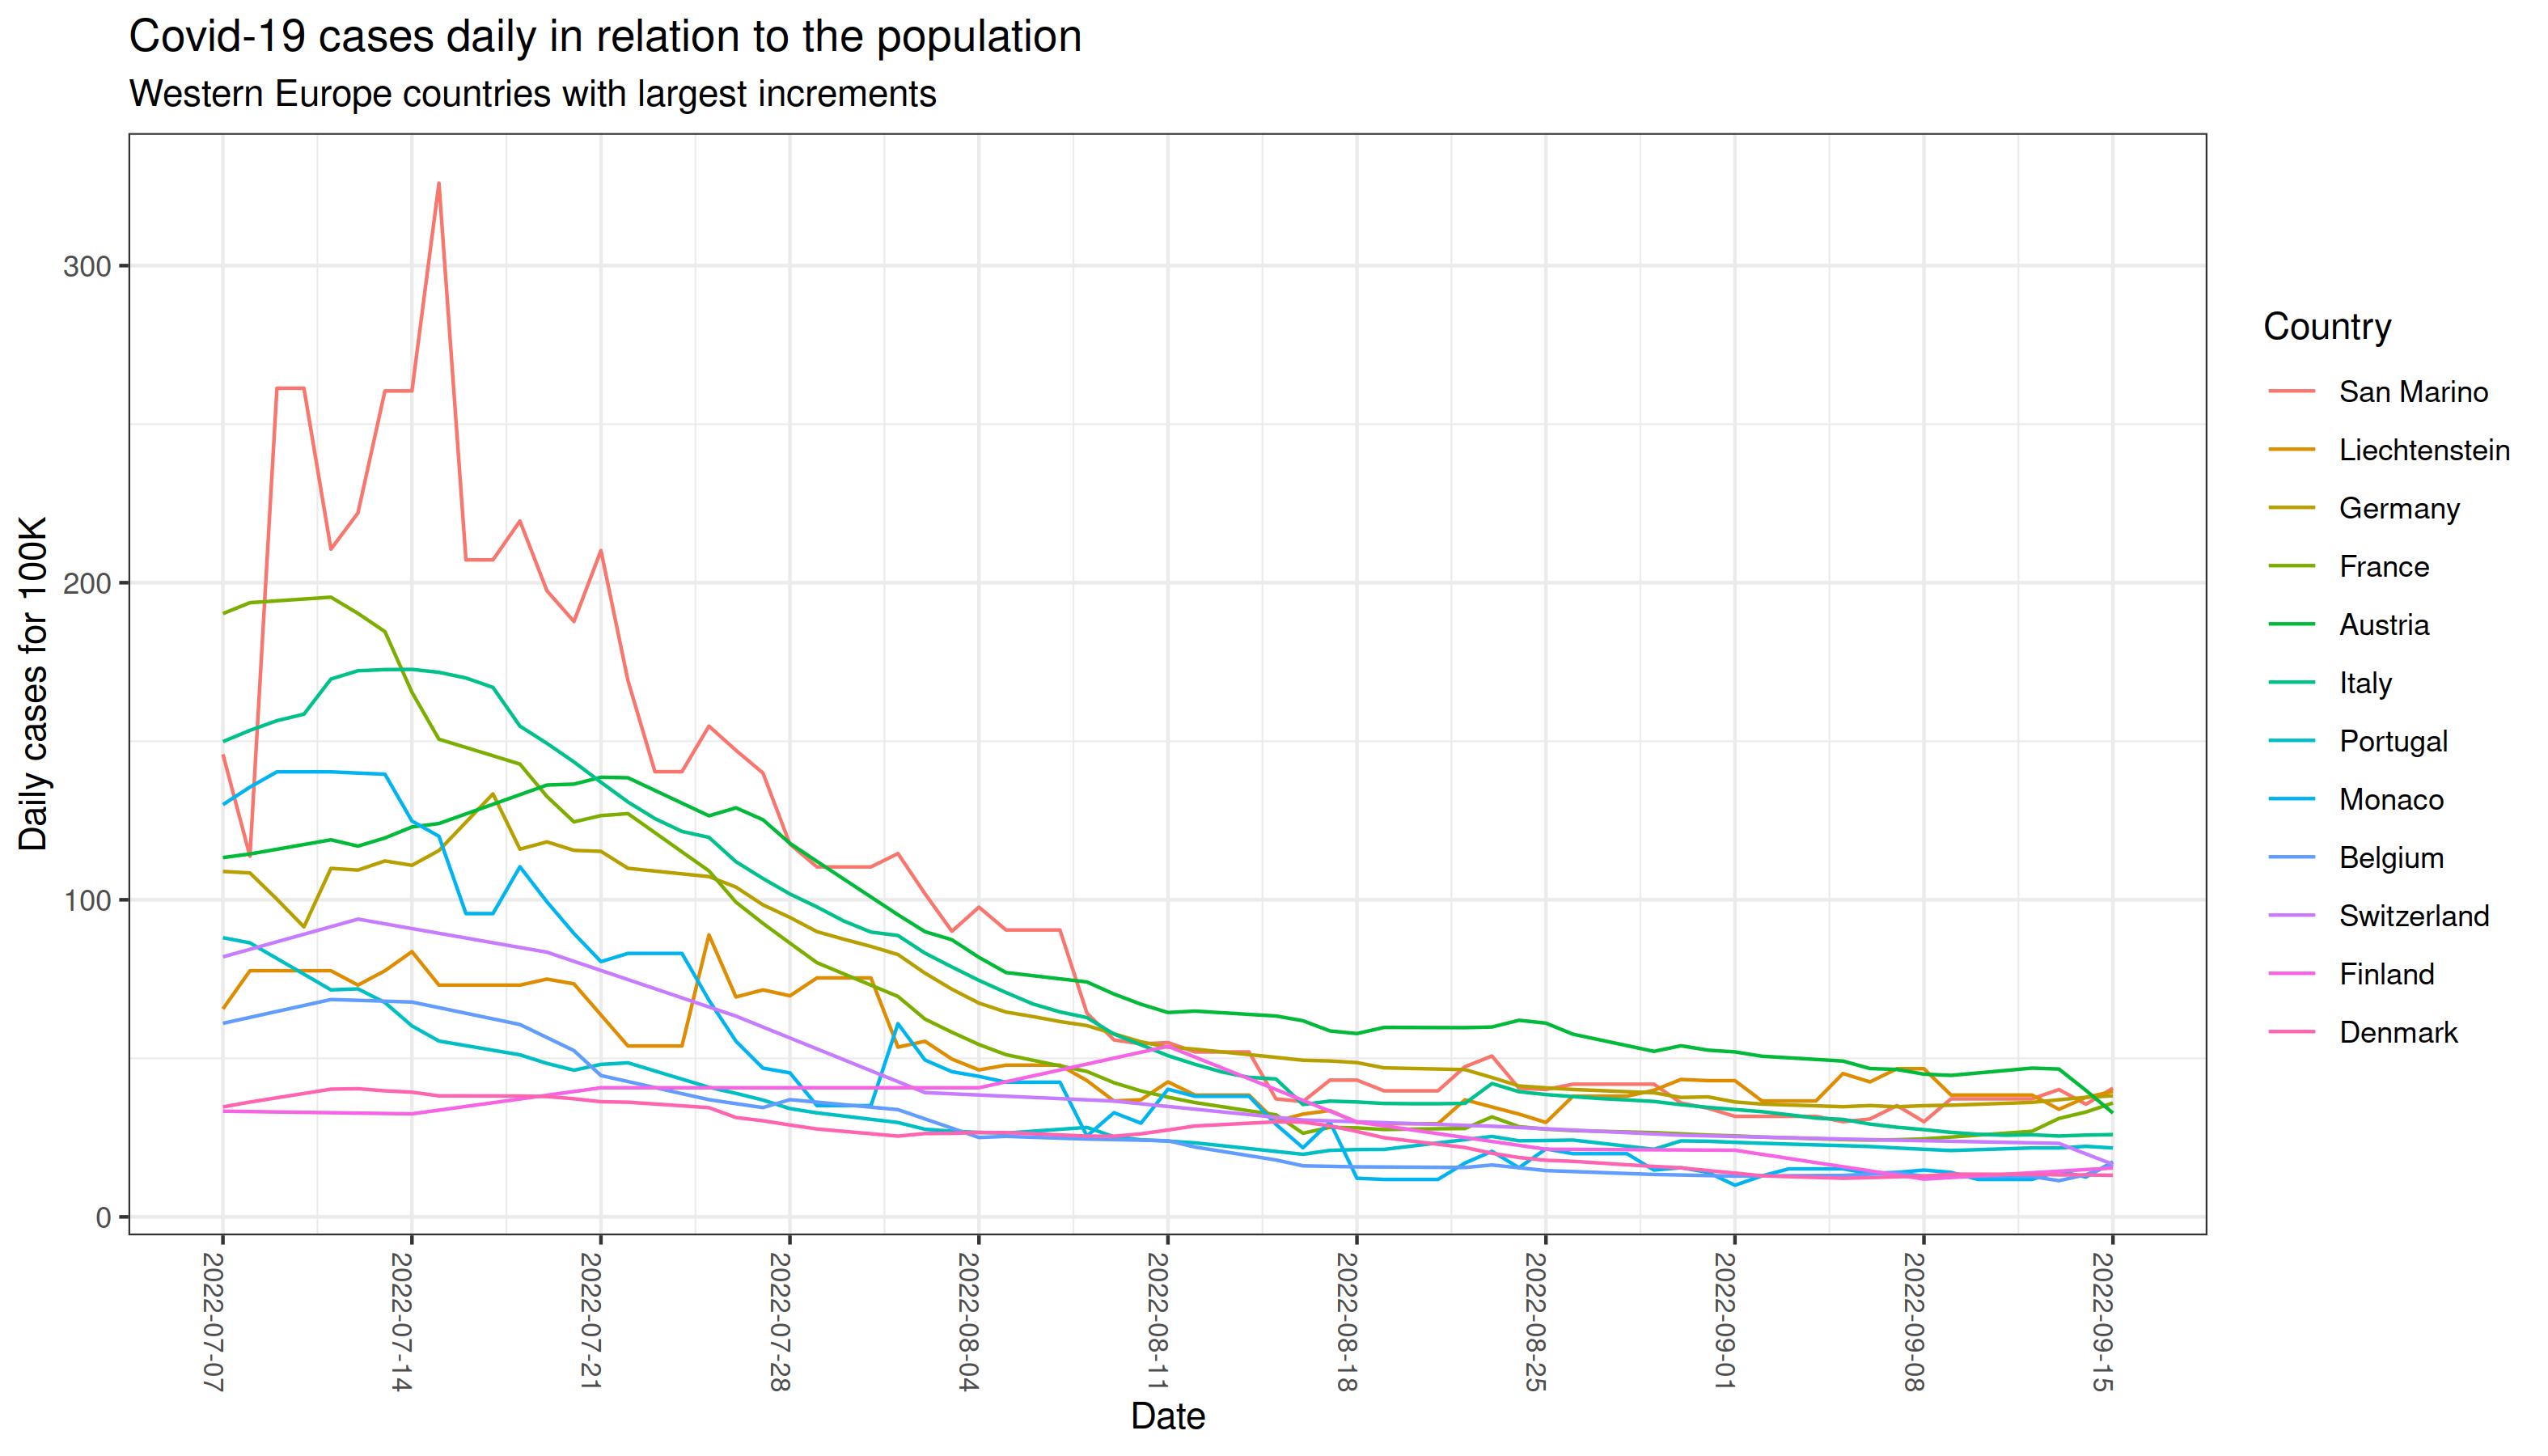 Covid-19 cases daily in relation to the population
Western Europe countries with largest increments
Daily cases for 100K
300
200
100
0
2022-07-07
2022-07-14
2022-07-21
2022-07-28
2022-08-04
2022-08-11
2022-08-18
2022-08-25
2022-09-01
2022-09-08
2022-09-15
Date
Country
San Marino
Liechtenstein
Germany
France
Austria
Italy
Portugal
Monaco
Belgium
Switzerland
Finland
Denmark